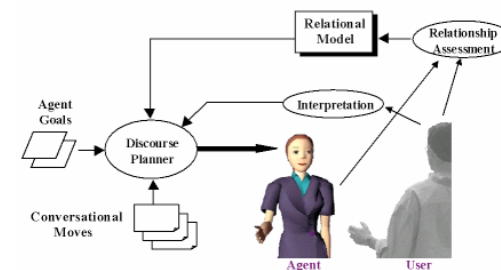 Relational
Model
Relationship
Assessment
Agent
Goals
Interpretation
Discourse
Planner
Conversational
Moves
Agent
User